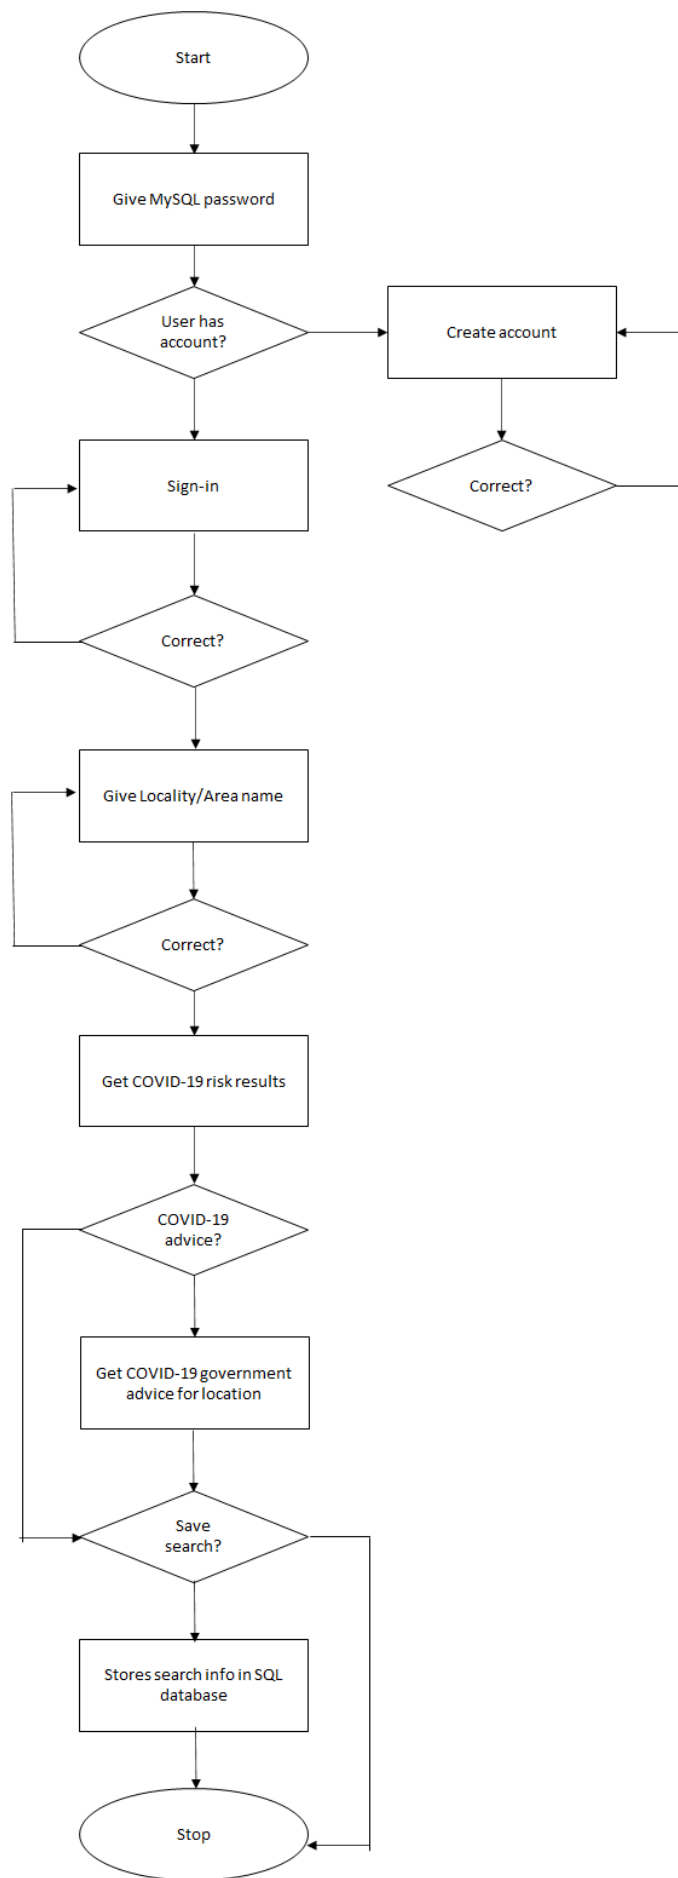 Start
Give MySQL password
User has
account?
Create account
Sign-in
Correct?
Correct?
Give Locality/Area name
Correct?
Get COVID-19 risk results
COVID-19
advice?
Get COVID-19 government
advice for location
Save
search?
Stores search info in SQL
database
Stop